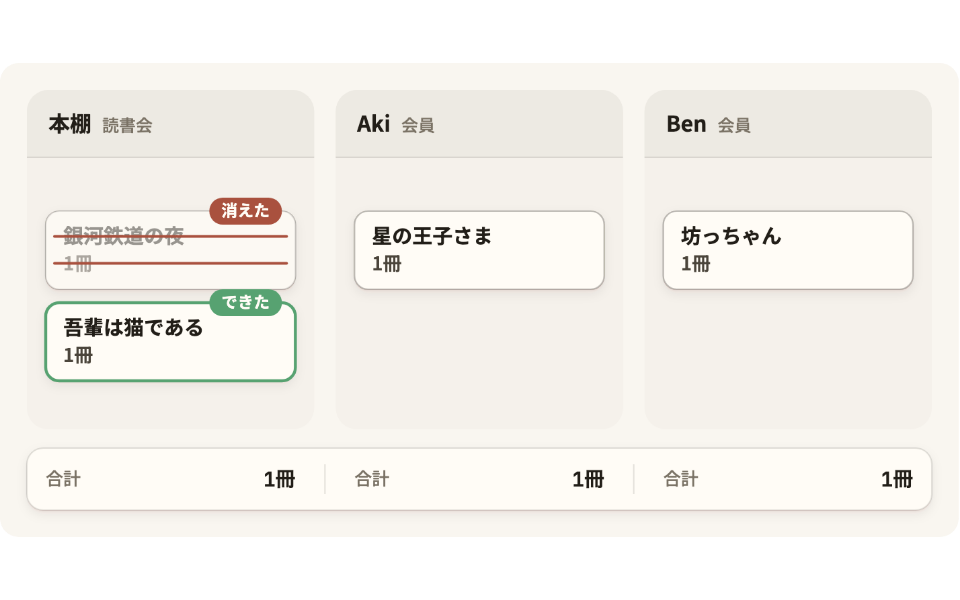 本棚 読書会
消えた
銀河鉄道の夜
1冊
できた
吾輩は猫である
1冊
Aki 会員
星の王子さま
1冊
Ben 会員
坊っちゃん
1冊
合計 1冊
合計 1冊
合計 1冊